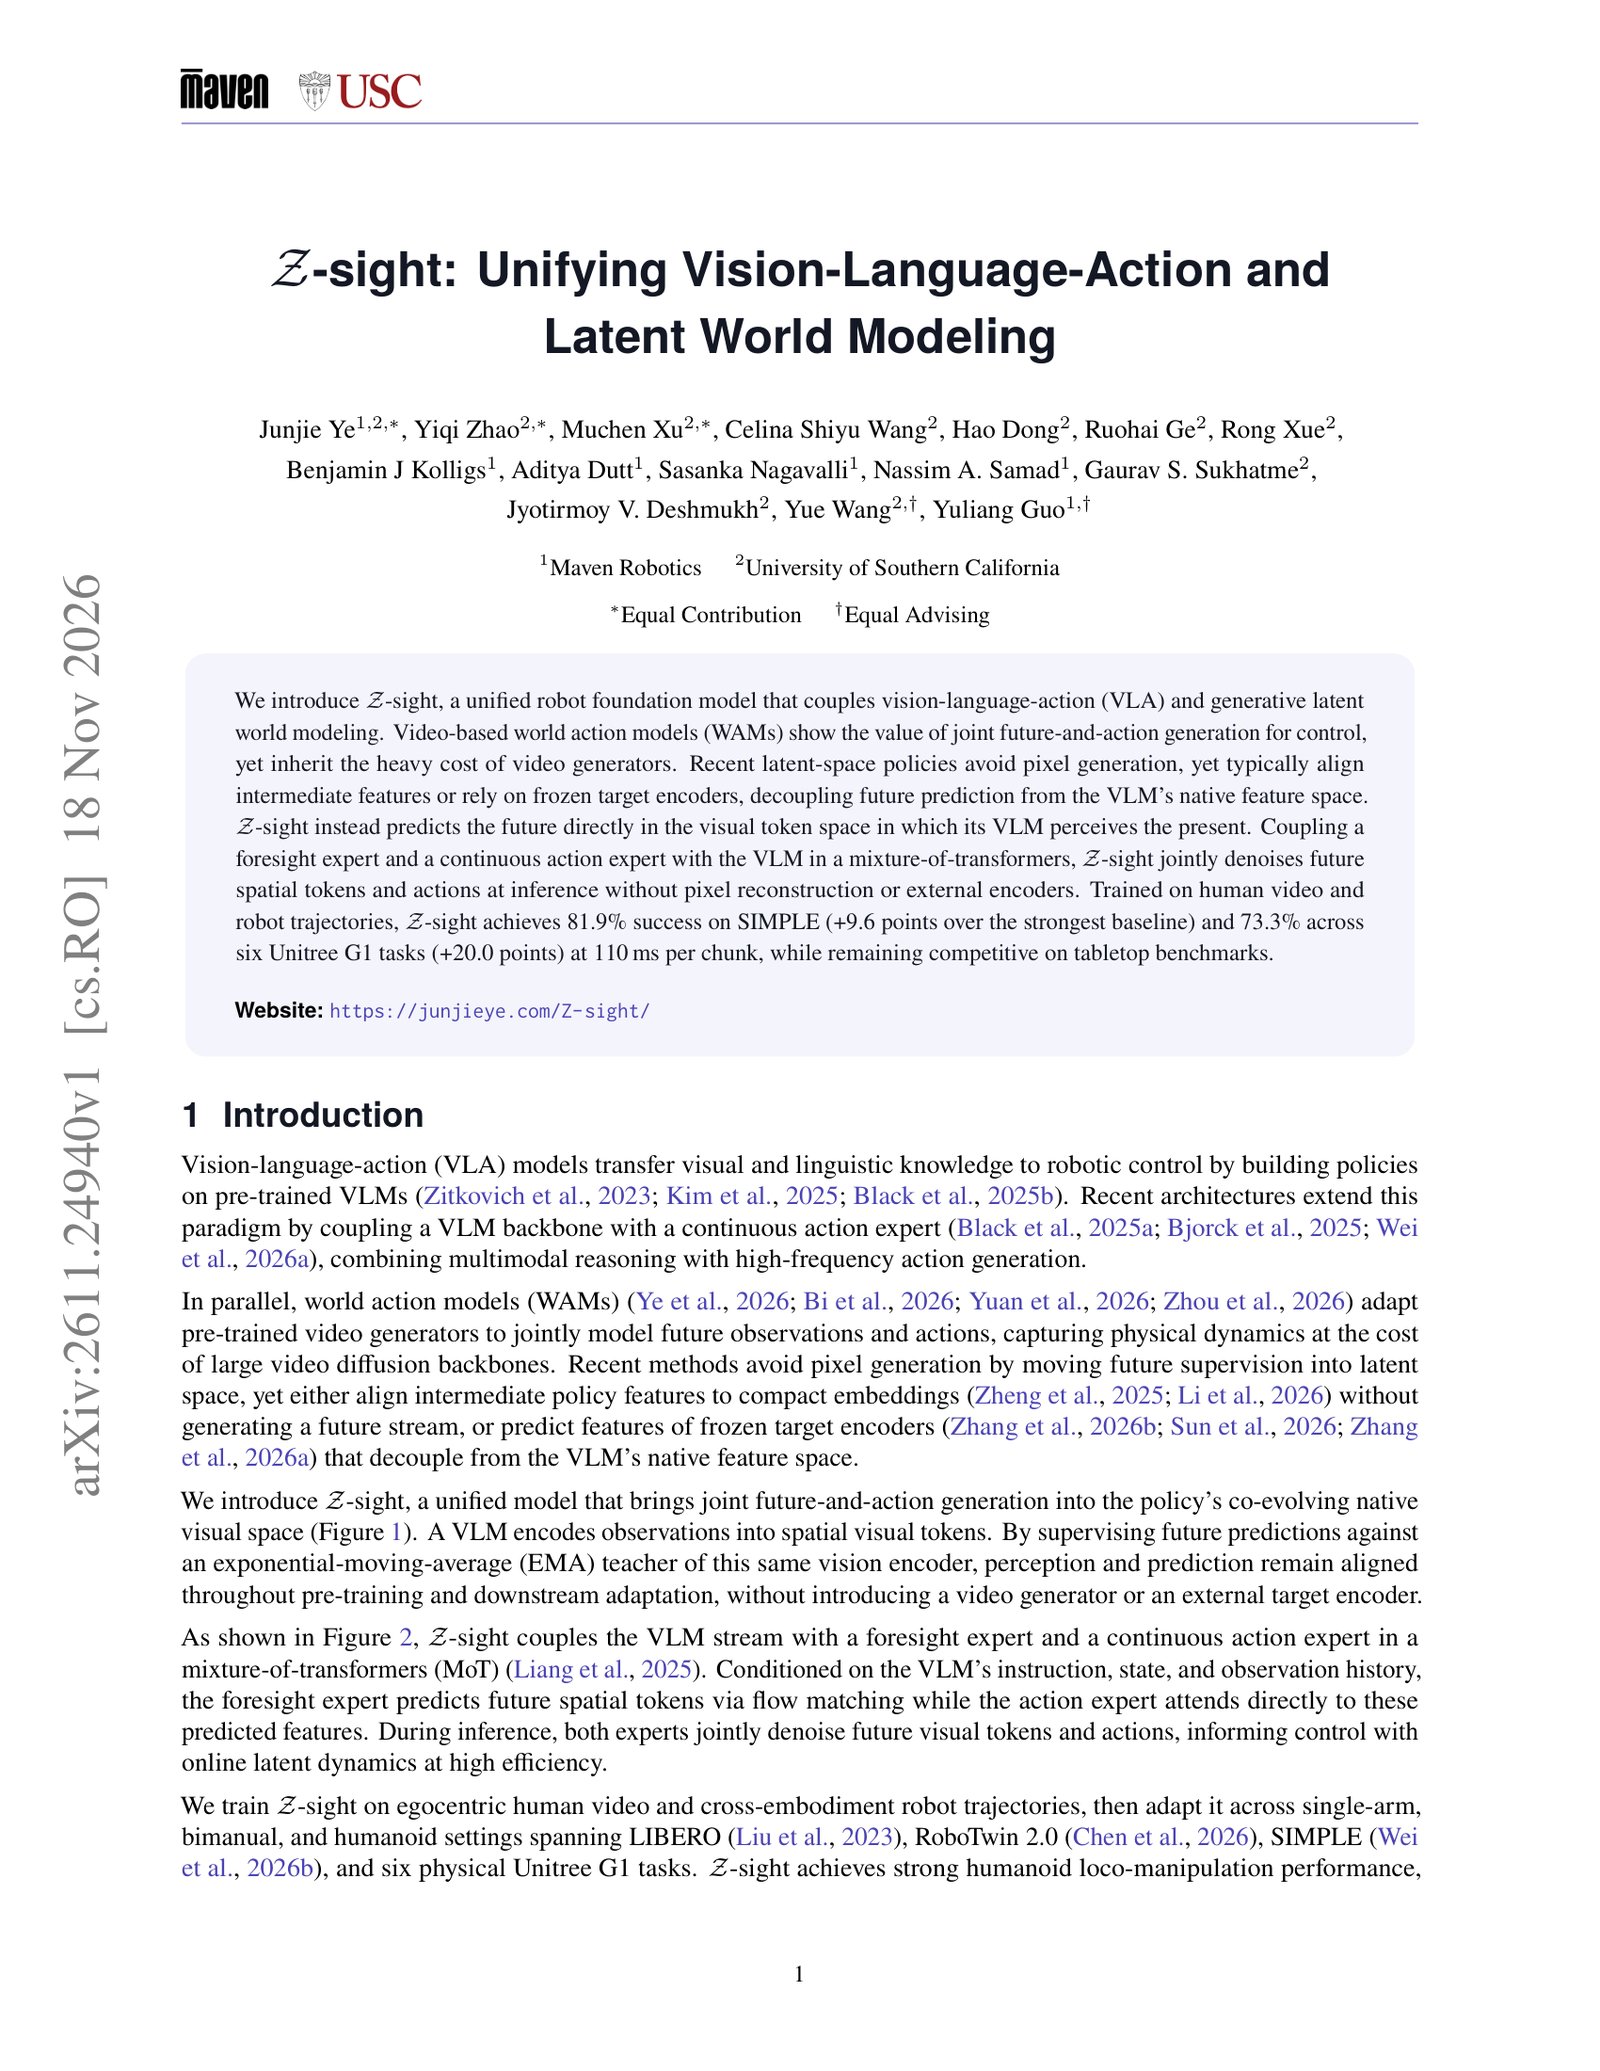 maven USC
𝒵-sight: Unifying Vision-Language-Action and
Latent World Modeling
Junjie Ye1,2,∗, Yiqi Zhao2,∗, Muchen Xu2,∗, Celina Shiyu Wang2, Hao Dong2, Ruohai Ge2, Rong Xue2,
Benjamin J Kolligs1, Aditya Dutt1, Sasanka Nagavalli1, Nassim A. Samad1, Gaurav S. Sukhatme2,
Jyotirmoy V. Deshmukh2, Yue Wang2,†, Yuliang Guo1,†
1Maven Robotics 2University of Southern California
∗Equal Contribution †Equal Advising
We introduce 𝒵-sight, a unified robot foundation model that couples vision-language-action (VLA) and generative latent
world modeling. Video-based world action models (WAMs) show the value of joint future-and-action generation for control,
yet inherit the heavy cost of video generators. Recent latent-space policies avoid pixel generation, yet typically align
intermediate features or rely on frozen target encoders, decoupling future prediction from the VLM's native feature space.
𝒵-sight instead predicts the future directly in the visual token space in which its VLM perceives the present. Coupling a
foresight expert and a continuous action expert with the VLM in a mixture-of-transformers, 𝒵-sight jointly denoises future
spatial tokens and actions at inference without pixel reconstruction or external encoders. Trained on human video and
robot trajectories, 𝒵-sight achieves 81.9% success on SIMPLE (+9.6 points over the strongest baseline) and 73.3% across
six Unitree G1 tasks (+20.0 points) at 110 ms per chunk, while remaining competitive on tabletop benchmarks.
Website: https://junjieye.com/Z-sight/
arXiv:2611.24940v1 [cs.RO] 18 Nov 2026
1 Introduction
Vision-language-action (VLA) models transfer visual and linguistic knowledge to robotic control by building policies
on pre-trained VLMs (Zitkovich et al., 2023; Kim et al., 2025; Black et al., 2025b). Recent architectures extend this
paradigm by coupling a VLM backbone with a continuous action expert (Black et al., 2025a; Bjorck et al., 2025; Wei
et al., 2026a), combining multimodal reasoning with high-frequency action generation.
In parallel, world action models (WAMs) (Ye et al., 2026; Bi et al., 2026; Yuan et al., 2026; Zhou et al., 2026) adapt
pre-trained video generators to jointly model future observations and actions, capturing physical dynamics at the cost
of large video diffusion backbones. Recent methods avoid pixel generation by moving future supervision into latent
space, yet either align intermediate policy features to compact embeddings (Zheng et al., 2025; Li et al., 2026) without
generating a future stream, or predict features of frozen target encoders (Zhang et al., 2026b; Sun et al., 2026; Zhang
et al., 2026a) that decouple from the VLM's native feature space.
We introduce 𝒵-sight, a unified model that brings joint future-and-action generation into the policy's co-evolving native
visual space (Figure 1). A VLM encodes observations into spatial visual tokens. By supervising future predictions against
an exponential-moving-average (EMA) teacher of this same vision encoder, perception and prediction remain aligned
throughout pre-training and downstream adaptation, without introducing a video generator or an external target encoder.
As shown in Figure 2, 𝒵-sight couples the VLM stream with a foresight expert and a continuous action expert in a
mixture-of-transformers (MoT) (Liang et al., 2025). Conditioned on the VLM's instruction, state, and observation history,
the foresight expert predicts future spatial tokens via flow matching while the action expert attends directly to these
predicted features. During inference, both experts jointly denoise future visual tokens and actions, informing control with
online latent dynamics at high efficiency.
We train 𝒵-sight on egocentric human video and cross-embodiment robot trajectories, then adapt it across single-arm,
bimanual, and humanoid settings spanning LIBERO (Liu et al., 2023), RoboTwin 2.0 (Chen et al., 2026), SIMPLE (Wei
et al., 2026b), and six physical Unitree G1 tasks. 𝒵-sight achieves strong humanoid loco-manipulation performance,
1